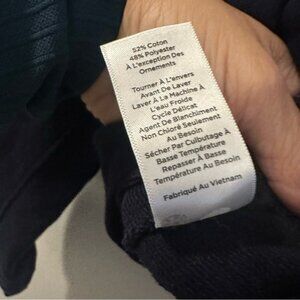 52% Coton
48% Polyester
À L'exception Des
Ornements
Tourner À L'envers
Avant De Laver
Laver À La Machine À
L'eau Froide
Cycle Délicat
Agent De Blanchiment
Non Chloré Seulement
Au Besoin
Sécher Par Culbutage À
Basse Température
Repasser À Basse
Température Au Besoin
Fabriqué Au Vietnam